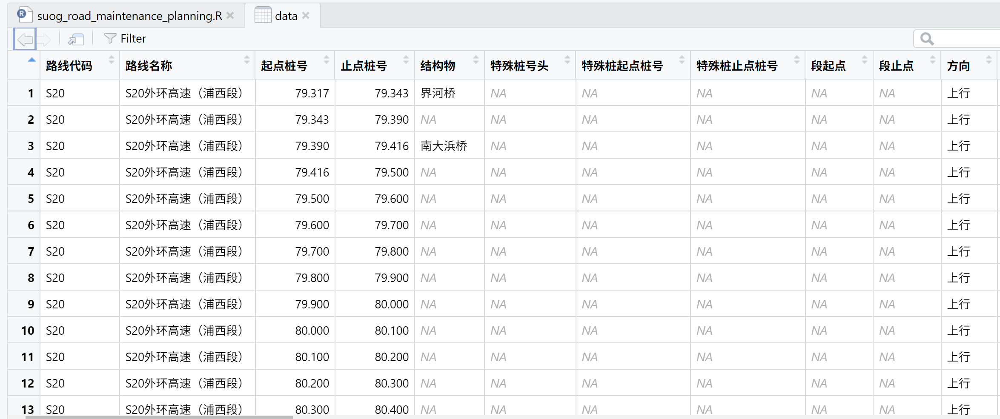 suog_road_maintenance_planning.R data
Filter
路线代码 路线名称 起点桩号 止点桩号 结构物 特殊桩号头 特殊桩起点桩号 特殊桩止点桩号 段起点 段止点 方向
1 S20 S20外环高速（浦西段） 79.317 79.343 界河桥 NA NA NA NA NA 上行
2 S20 S20外环高速（浦西段） 79.343 79.390 NA NA NA NA NA NA 上行
3 S20 S20外环高速（浦西段） 79.390 79.416 南大浜桥 NA NA NA NA NA 上行
4 S20 S20外环高速（浦西段） 79.416 79.500 NA NA NA NA NA NA 上行
5 S20 S20外环高速（浦西段） 79.500 79.600 NA NA NA NA NA NA 上行
6 S20 S20外环高速（浦西段） 79.600 79.700 NA NA NA NA NA NA 上行
7 S20 S20外环高速（浦西段） 79.700 79.800 NA NA NA NA NA NA 上行
8 S20 S20外环高速（浦西段） 79.800 79.900 NA NA NA NA NA NA 上行
9 S20 S20外环高速（浦西段） 79.900 80.000 NA NA NA NA NA NA 上行
10 S20 S20外环高速（浦西段） 80.000 80.100 NA NA NA NA NA NA 上行
11 S20 S20外环高速（浦西段） 80.100 80.200 NA NA NA NA NA NA 上行
12 S20 S20外环高速（浦西段） 80.200 80.300 NA NA NA NA NA NA 上行
13 S20 S20外环高速（浦西段） 80.300 80.400 NA NA NA NA NA NA 上行